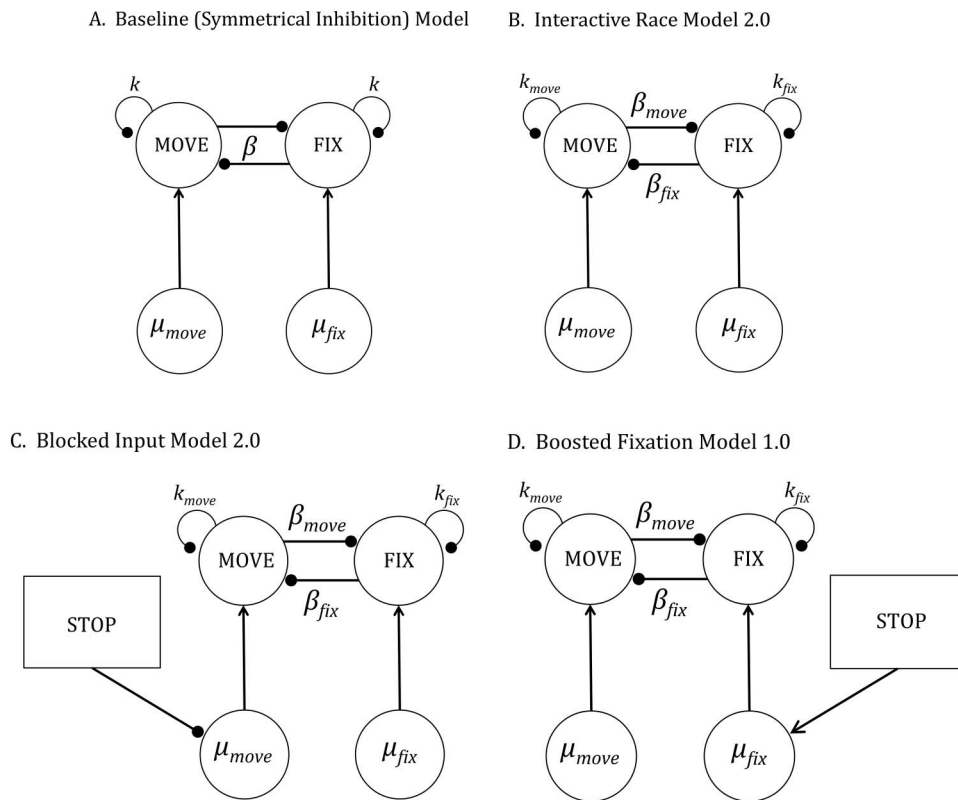 A. Baseline (Symmetrical Inhibition) Model
k
k
MOVE
β
FIX
μmove
μfix
B. Interactive Race Model 2.0
kmove
kfix
βmove
MOVE
FIX
βfix
μmove
μfix
C. Blocked Input Model 2.0
kmove
kfix
βmove
MOVE
FIX
βfix
STOP
μmove
μfix
D. Boosted Fixation Model 1.0
kmove
kfix
βmove
MOVE
FIX
βfix
STOP
μmove
μfix